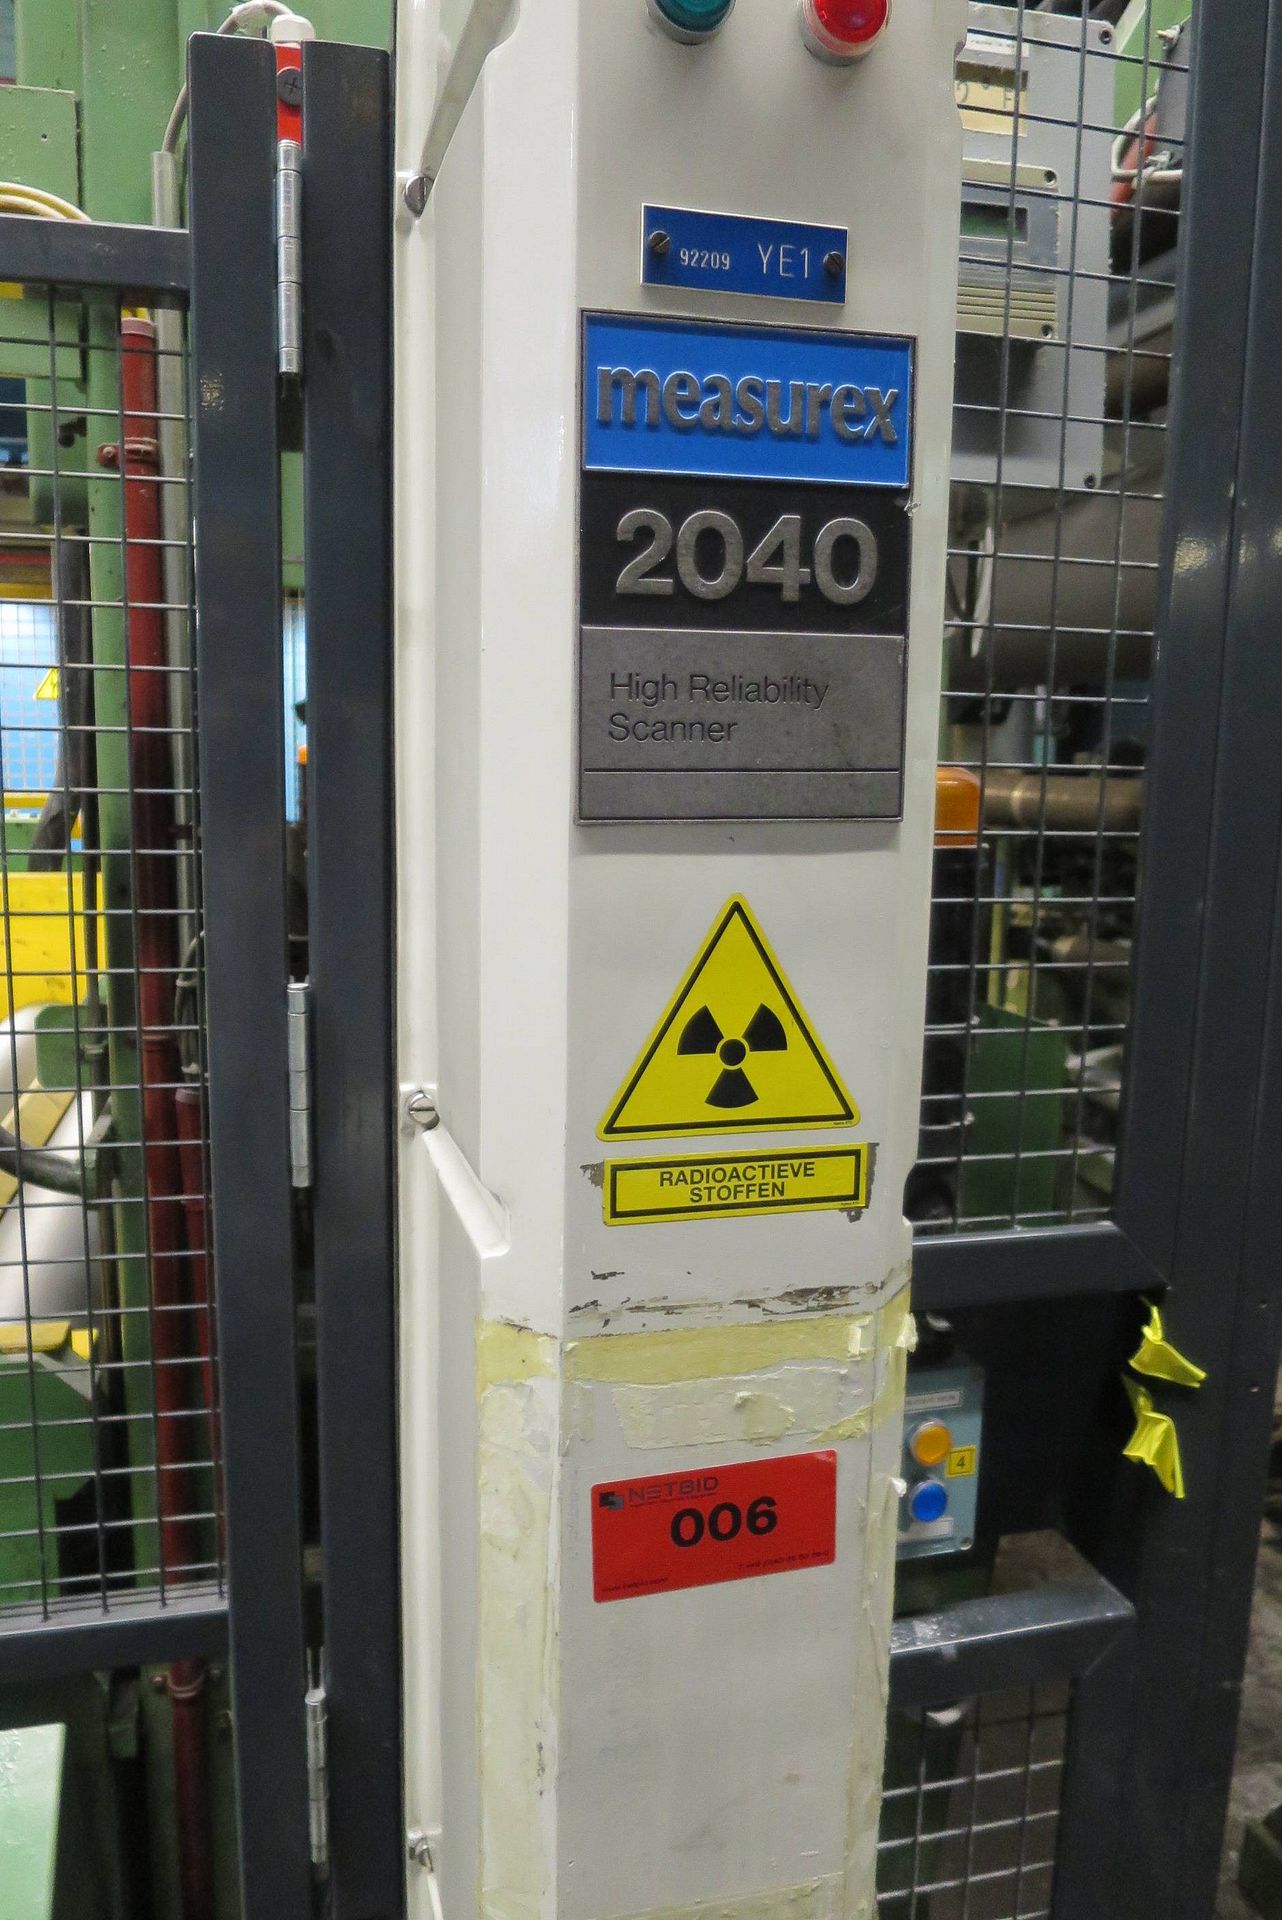 92209 YE1
measurex
2040
High Reliability
Scanner
RADIOACTIEVE
STOFFEN
NETBID
006
4